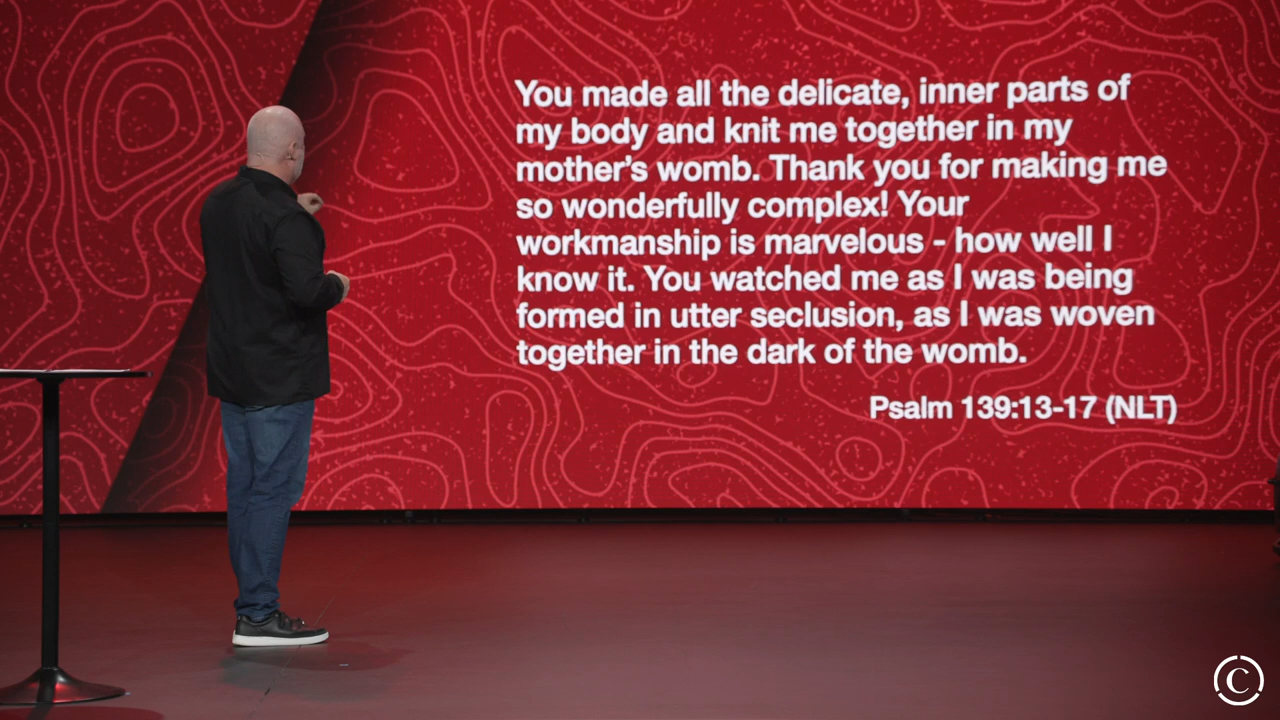 You made all the delicate, inner parts of
my body and knit me together in my
mother's womb. Thank you for making me
so wonderfully complex! Your
workmanship is marvelous - how well I
know it. You watched me as I was being
formed in utter seclusion, as I was woven
together in the dark of the womb.
Psalm 139:13-17 (NLT)
C